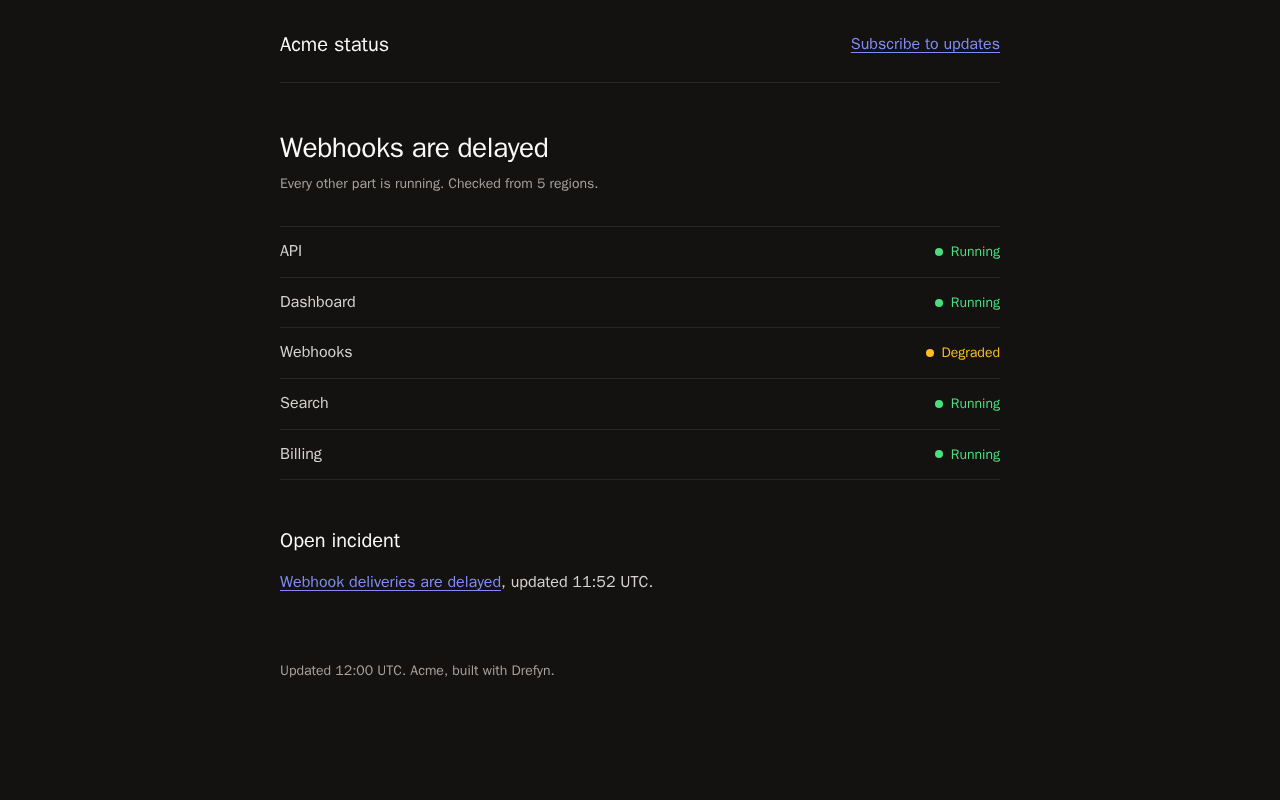 Acme status
Subscribe to updates
Webhooks are delayed
Every other part is running. Checked from 5 regions.
API
Running
Dashboard
Running
Webhooks
Degraded
Search
Running
Billing
Running
Open incident
Webhook deliveries are delayed, updated 11:52 UTC.
Updated 12:00 UTC. Acme, built with Drefyn.